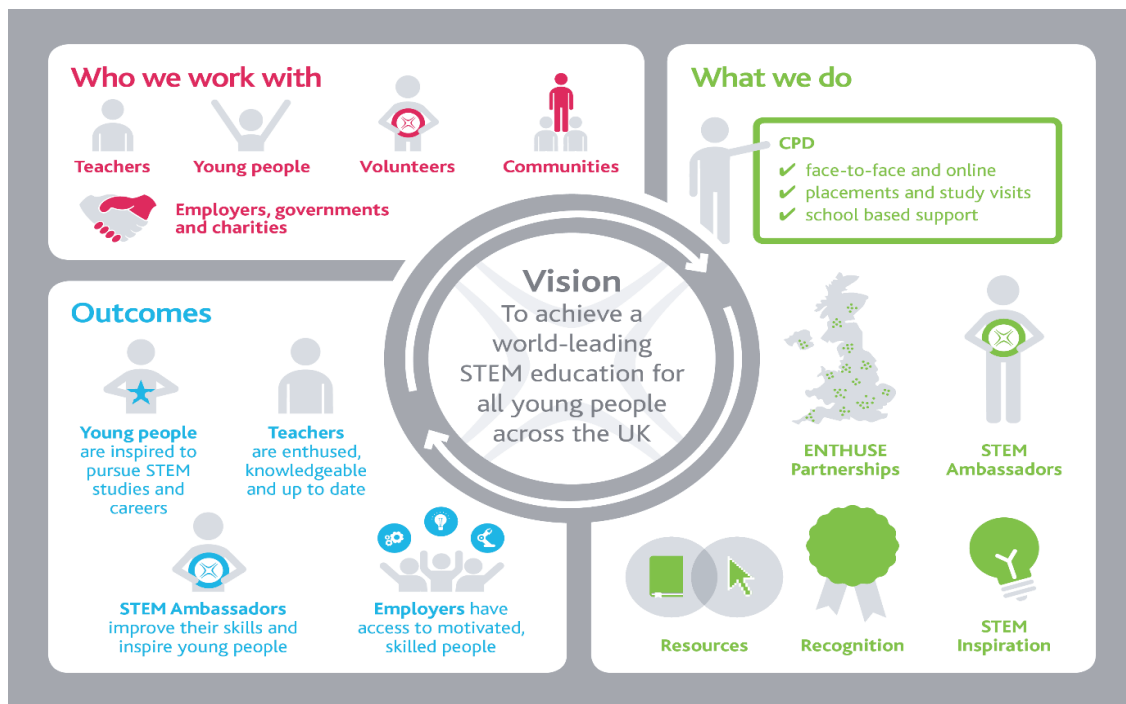 Who we work with
Teachers
Young people
Volunteers
Communities
Employers, governments
and charities
What we do
CPD
✔ face-to-face and online
✔ placements and study visits
✔ school based support
ENTHUSE
Partnerships
STEM
Ambassadors
Resources
Recognition
STEM
Inspiration
Vision
To achieve a
world-leading
STEM education for
all young people
across the UK
Outcomes
Young people
are inspired to
pursue STEM
studies and
careers
Teachers
are enthused,
knowledgeable
and up to date
STEM Ambassadors
improve their skills and
inspire young people
Employers have
access to motivated,
skilled people